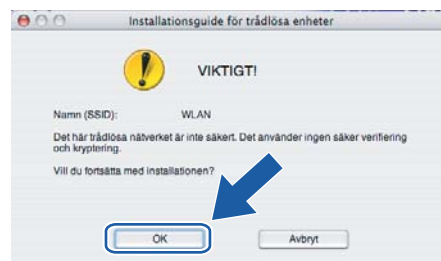 Installationsguide för trådlösa enheter
VIKTIGT!
Namn (SSID): WLAN
Det här trådlösa nätverket är inte säkert. Det använder ingen säker verifiering
och kryptering.
Vill du fortsätta med installationen?
OK Avbryt